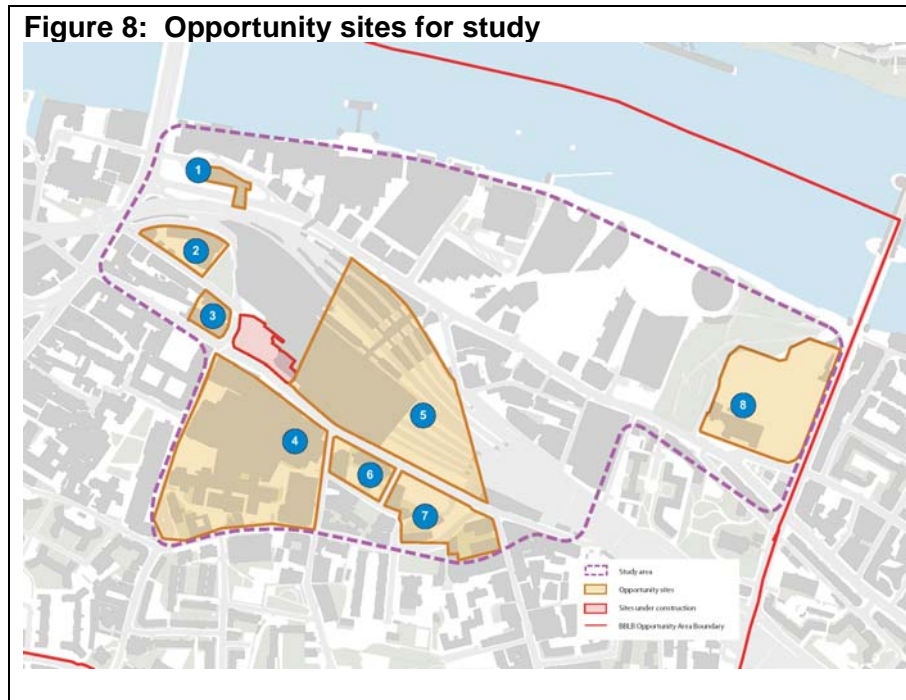 Figure 8: Opportunity sites for study
1
2
3
4
5
6
7
8
Study area
Opportunity sites
Sites under construction
BBLB Opportunity Area Boundary